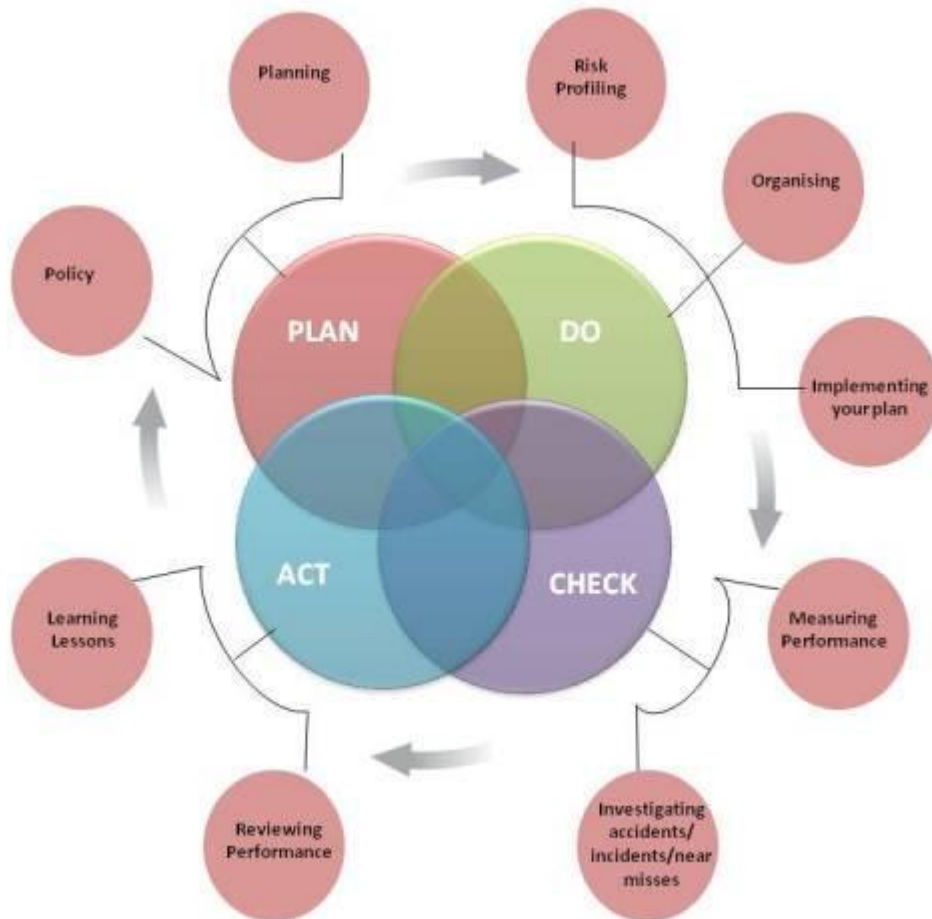 Planning
Risk
Profiling
Organising
Policy
PLAN
DO
Implementing
your plan
ACT
CHECK
Learning
Lessons
Measuring
Performance
Reviewing
Performance
Investigating
accidents/
incidents/near
misses